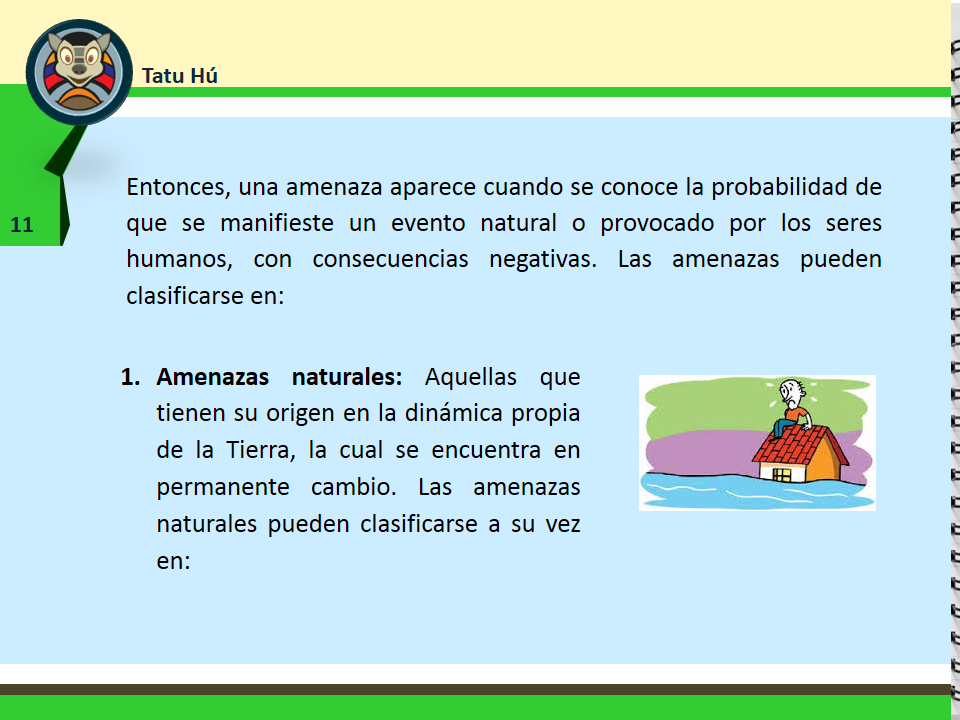 Tatu Hú
11
Entonces, una amenaza aparece cuando se conoce la probabilidad de
que se manifieste un evento natural o provocado por los seres
humanos, con consecuencias negativas. Las amenazas pueden
clasificarse en:
1. Amenazas naturales: Aquellas que
tienen su origen en la dinámica propia
de la Tierra, la cual se encuentra en
permanente cambio. Las amenazas
naturales pueden clasificarse a su vez
en: